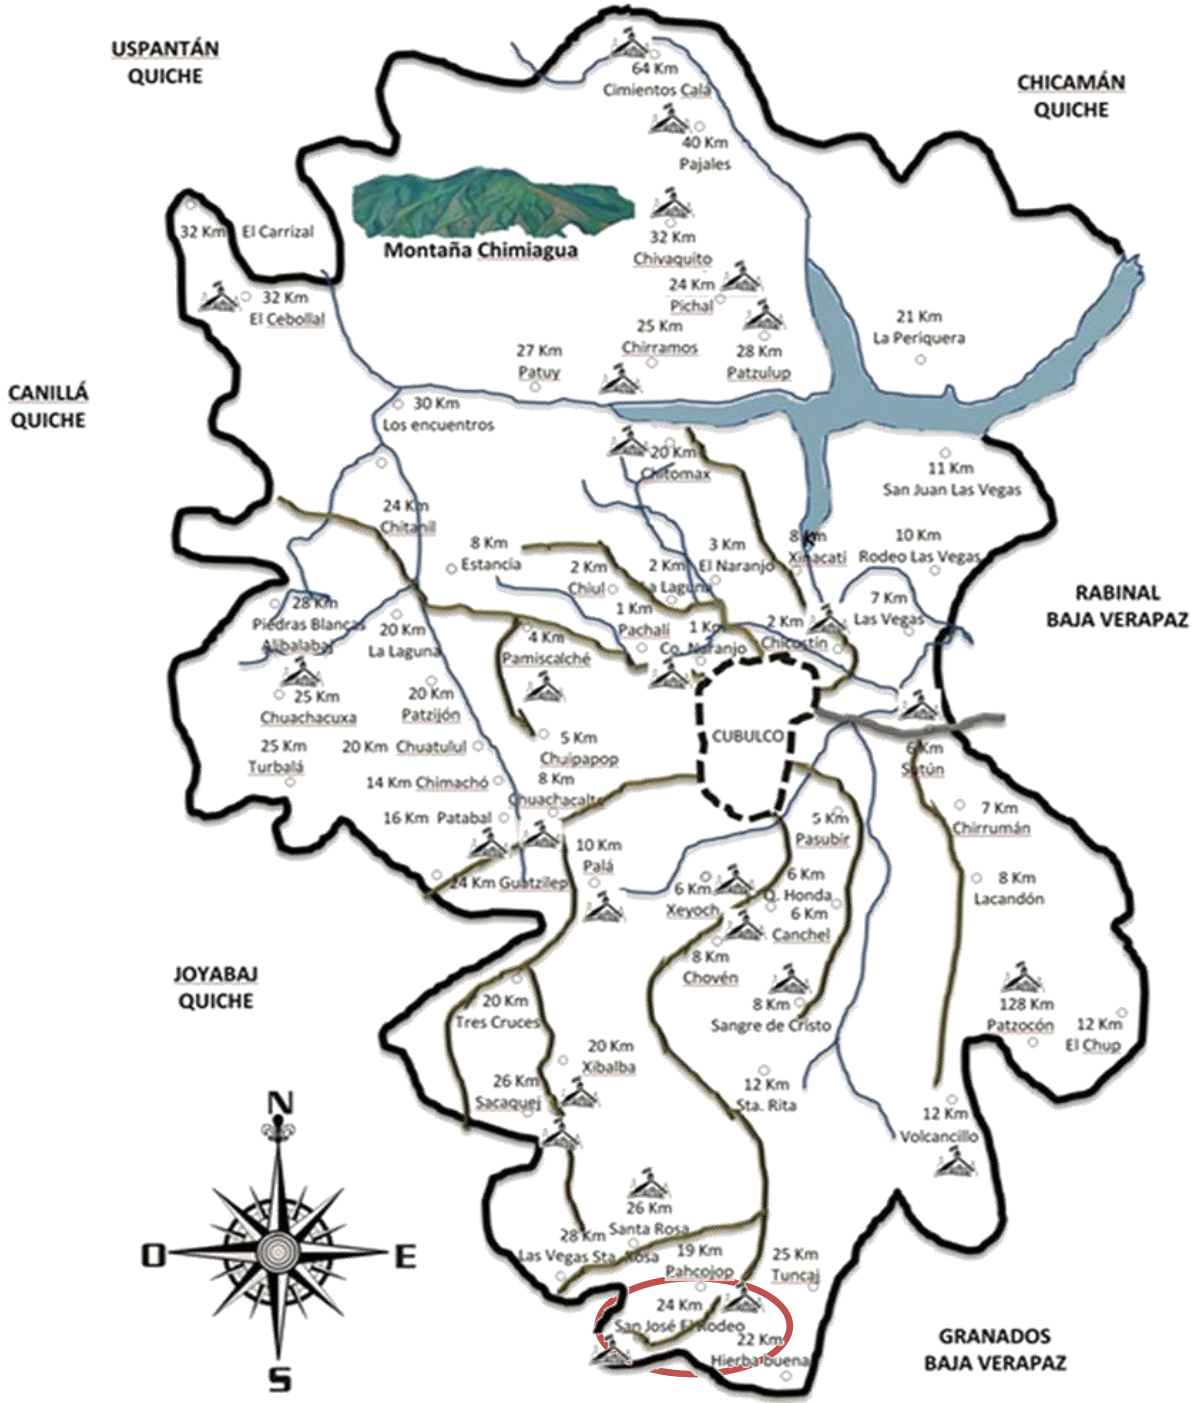 USPANTÁN
QUICHE
CHICAMÁN
QUICHE
64 Km
Cimientos Calá
40 Km
Pajales
32 Km El Carrizal
Montaña Chimiagua
32 Km
Chivaquito
24 Km
Pichal
32 Km
El Cebollal
25 Km
Chirramos
28 Km
Patzulup
21 Km
La Periquera
27 Km
Patuy
CANILLÁ
QUICHE
30 Km
Los encuentros
20 Km
Chitomax
11 Km
San Juan Las Vegas
24 Km
Chitanil
8 Km
Estancia
2 Km
Chiul
2 Km
La Laguna
3 Km
El Naranjo
8 Km
Xinacati
10 Km
Rodeo Las Vegas
7 Km
Las Vegas
RABINAL
BAJA VERAPAZ
28 Km
Piedras Blancas
Alibalabaj
20 Km
La Laguna
1 Km
Pachali
1 Km
Co. Naranjo
2 Km
Chicostín
4 Km
Pamiscalché
25 Km
Chuachacuxa
20 Km
Patzijón
25 Km
Turbalá
20 Km Chuatulul
5 Km
Chuipapop
CUBULCO
6 Km
Sutún
14 Km Chimachó
8 Km
Chuachacalte
16 Km Patabal
5 Km
Pasubir
7 Km
Chirrumán
10 Km
Palá
24 Km Guatzilep
6 Km
Xeyoch
6 Km
Q. Honda
6 Km
Canchel
8 Km
Lacandón
8 Km
Chovén
JOYABAJ
QUICHE
20 Km
Tres Cruces
8 Km
Sangre de Cristo
128 Km
Patzocón
12 Km
El Chup
20 Km
Xibalba
26 Km
Sacaquej
12 Km
Sta. Rita
12 Km
Volcancillo
N
O
E
S
26 Km
Santa Rosa
28 Km
Las Vegas Sta. Rosa
19 Km
Pahcojop
25 Km
Tuncaj
24 Km
San José El Rodeo
22 Km
Hierba buena
GRANADOS
BAJA VERAPAZ